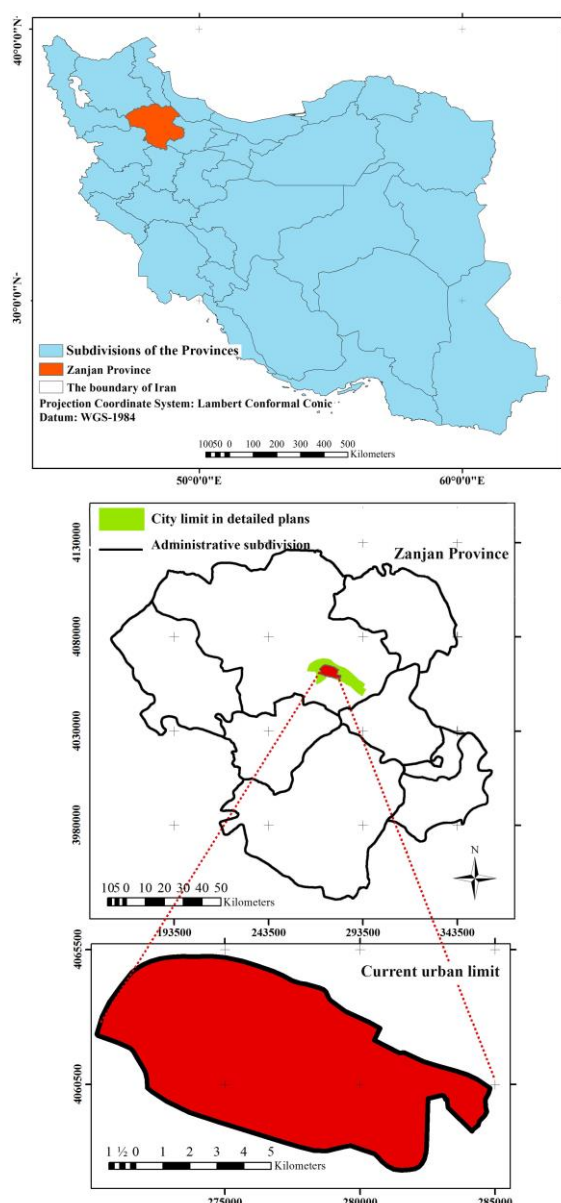 40°0'0"N
30°0'0"N
Subdivisions of the Provinces
Zanjan Province
The boundary of Iran
Projection Coordinate System: Lambert Conformal Conic
Datum: WGS-1984
10050 0 100 200 300 400 500
Kilometers
50°0'0"E 60°0'0"E
City limit in detailed plans
Administrative subdivision
Zanjan Province
4130000
4080000
4030000
3980000
N
105 0 10 20 30 40 50
Kilometers
193500 243500 293500 343500
Current urban limit
4065500
4060500
1 ½ 0 1 2 3 4 5
Kilometers
275000 280000 285000